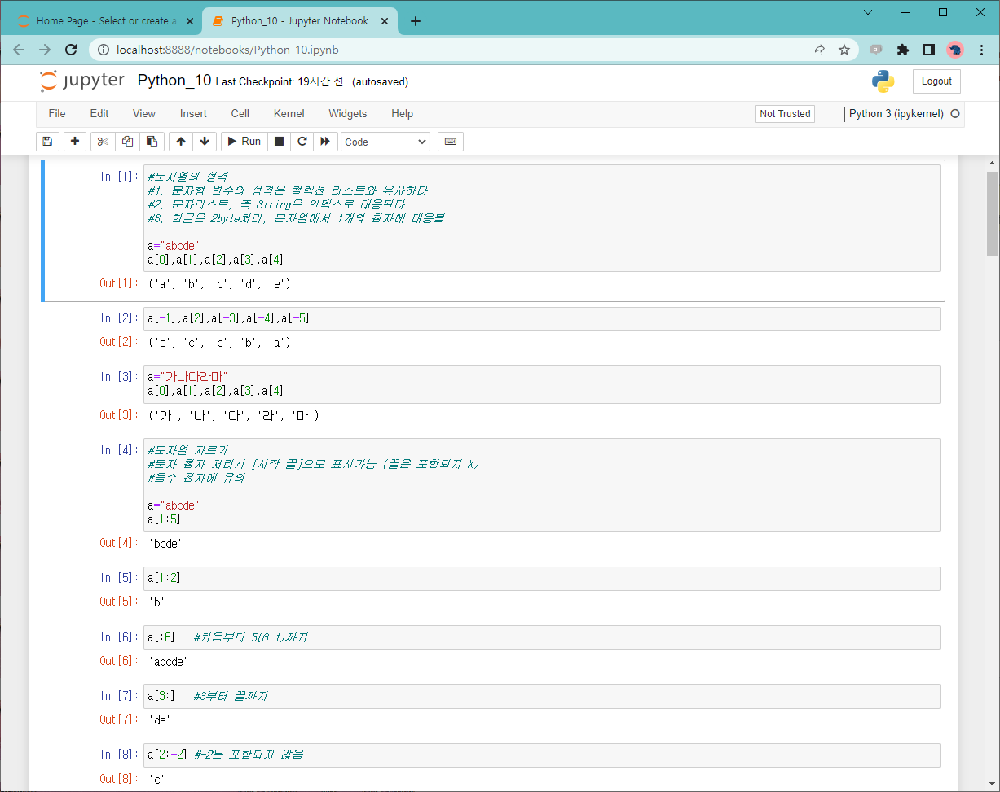 Home Page - Select or create a
Python_10 - Jupyter Notebook
localhost:8888/notebooks/Python_10.ipynb
jupyter Python_10 Last Checkpoint: 19시간 전 (autosaved)
Logout
File Edit View Insert Cell Kernel Widgets Help
Not Trusted
Python 3 (ipykernel)
Run
Code
In [1]: #문자열의 성격
#1. 문자형 변수의 성격은 컬렉션 리스트와 유사하다
#2. 문자리스트, 즉 String은 인덱스로 대응된다
#3. 한글은 2byte처리, 문자열에서 1개의 첨자에 대응됨
a="abcde"
a[0],a[1],a[2],a[3],a[4]
Out[1]: ('a', 'b', 'c', 'd', 'e')
In [2]: a[-1],a[2],a[-3],a[-4],a[-5]
Out[2]: ('e', 'c', 'c', 'b', 'a')
In [3]: a="가나다라마"
a[0],a[1],a[2],a[3],a[4]
Out[3]: ('가', '나', '다', '라', '마')
In [4]: #문자열 자르기
#문자 첨자 처리시 [시작:끝]으로 표시가능 (끝은 포함되지 X)
#음수 첨자에 유의
a="abcde"
a[1:5]
Out[4]: 'bcde'
In [5]: a[1:2]
Out[5]: 'b'
In [6]: a[:6] #처음부터 5(6-1)까지
Out[6]: 'abcde'
In [7]: a[3:] #3부터 끝까지
Out[7]: 'de'
In [8]: a[2:-2] #-2는 포함되지 않음
Out[8]: 'c'